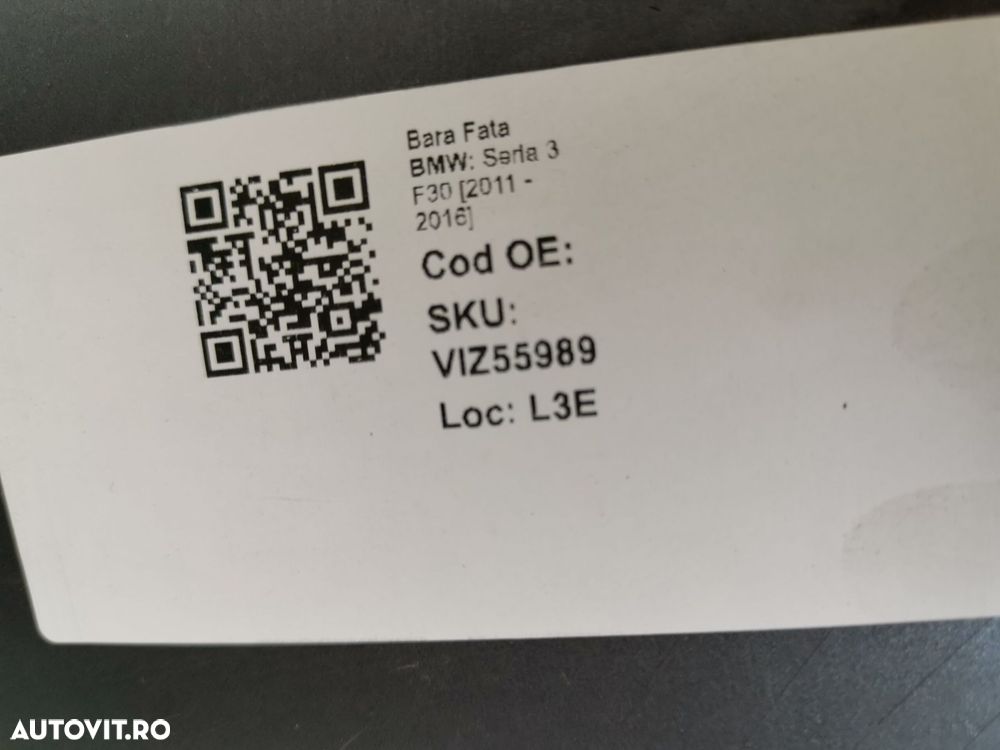 Bara Fata
BMW: Seria 3
F30 [2011 -
2016]
Cod OE:
SKU:
VIZ55989
Loc: L3E
AUTOVIT.RO